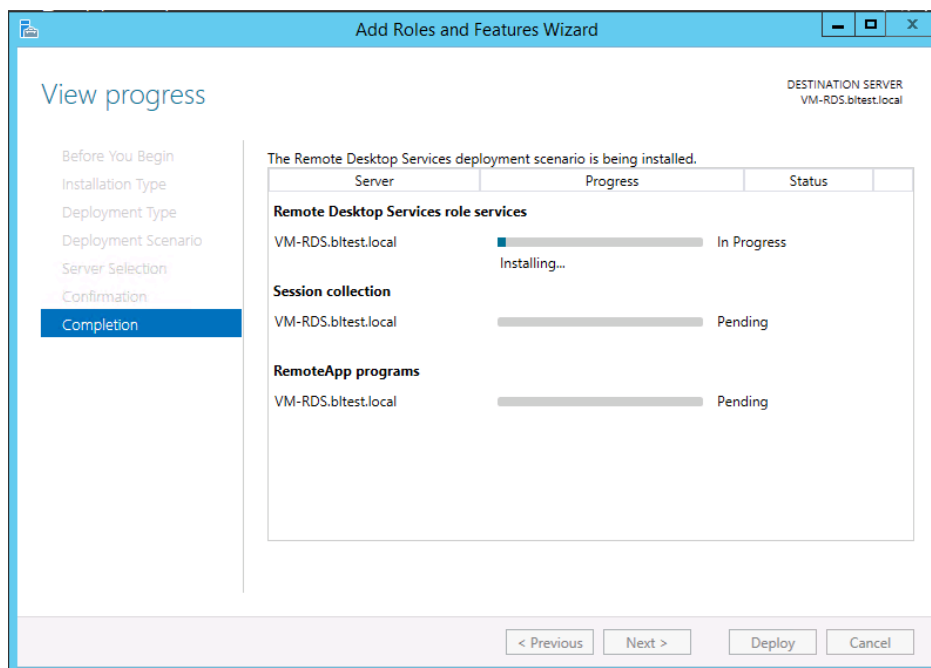 Add Roles and Features Wizard
View progress
DESTINATION SERVER
VM-RDS.bltest.local
Before You Begin
Installation Type
Deployment Type
Deployment Scenario
Server Selection
Confirmation
Completion
The Remote Desktop Services deployment scenario is being installed.
Server Progress Status
Remote Desktop Services role services
VM-RDS.bltest.local In Progress
Installing...
Session collection
VM-RDS.bltest.local Pending
RemoteApp programs
VM-RDS.bltest.local Pending
< Previous Next > Deploy Cancel